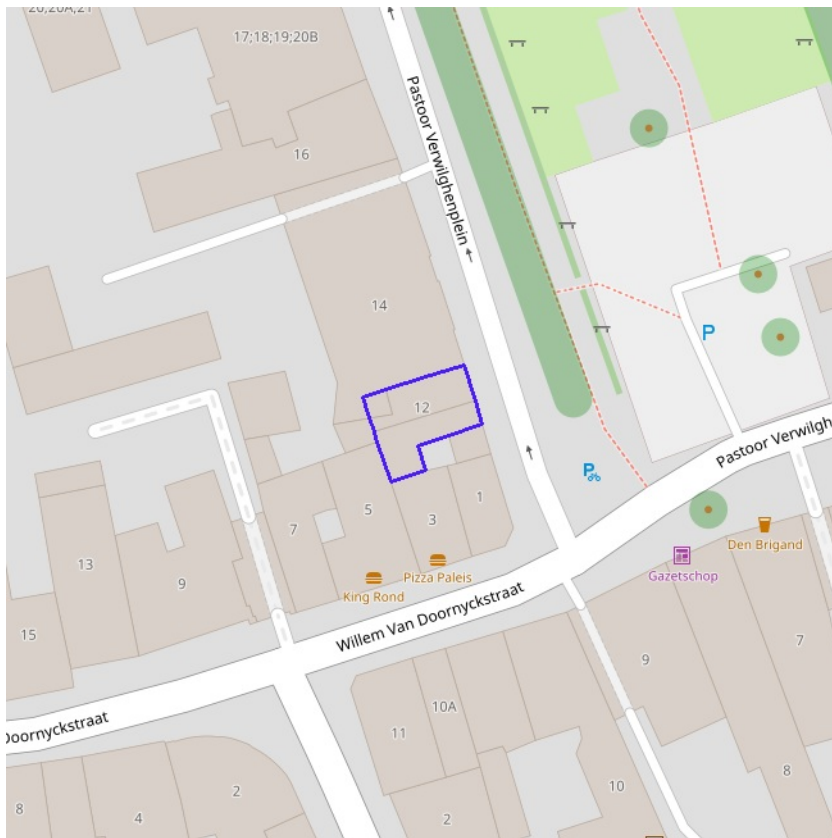 20,20A,21
17;18;19;20B
16
Pastoor Verwilghenplein
14
12
P
P
Pastoor Verwilgh
1
5
3
7
Pizza Paleis
King Rond
Den Brigand
Gazetschop
13
9
15
Willem Van Doornyckstraat
9
7
10A
11
Doornyckstraat
2
8
4
2
10
8